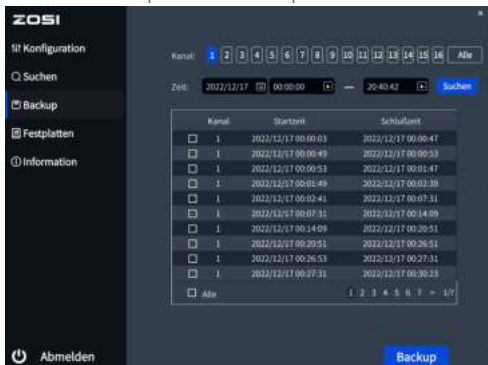 ZOSI
Konfiguration
Suchen
Backup
Festplatten
Information
Abmelden
Kanal: 1 2 3 4 5 6 7 8 9 10 11 12 13 14 15 16 Alle
Zeit: 2022/12/17 00:00:00 — 20:40:42 Suchen
Kanal Startzeit Schlußzeit
1 2022/12/17 00:00:03 2022/12/17 00:00:47
1 2022/12/17 00:00:49 2022/12/17 00:00:53
1 2022/12/17 00:00:53 2022/12/17 00:01:47
1 2022/12/17 00:01:49 2022/12/17 00:02:39
1 2022/12/17 00:02:41 2022/12/17 00:07:31
1 2022/12/17 00:07:31 2022/12/17 00:14:09
1 2022/12/17 00:14:09 2022/12/17 00:20:51
1 2022/12/17 00:20:51 2022/12/17 00:26:51
1 2022/12/17 00:26:53 2022/12/17 00:27:31
1 2022/12/17 00:27:31 2022/12/17 00:30:23
Alle 1 2 3 4 5 6 7 » 1/7
Backup